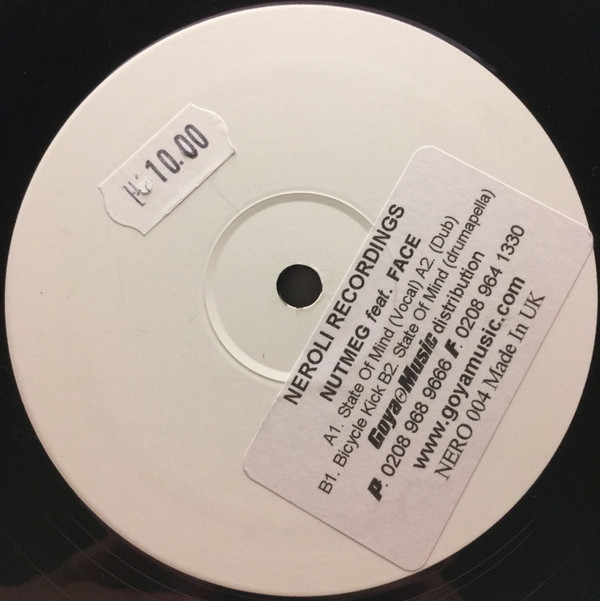 10.00
NEROLI RECORDINGS
NUTMEG feat. FACE
A1. State Of Mind (Vocal) A2. (Dub)
B1. Bicycle Kick B2. State Of Mind (drumapella)
Goya Music distribution
P: 0208 968 9666 F: 0208 964 1330
www.goyamusic.com
NERO 004 Made In UK